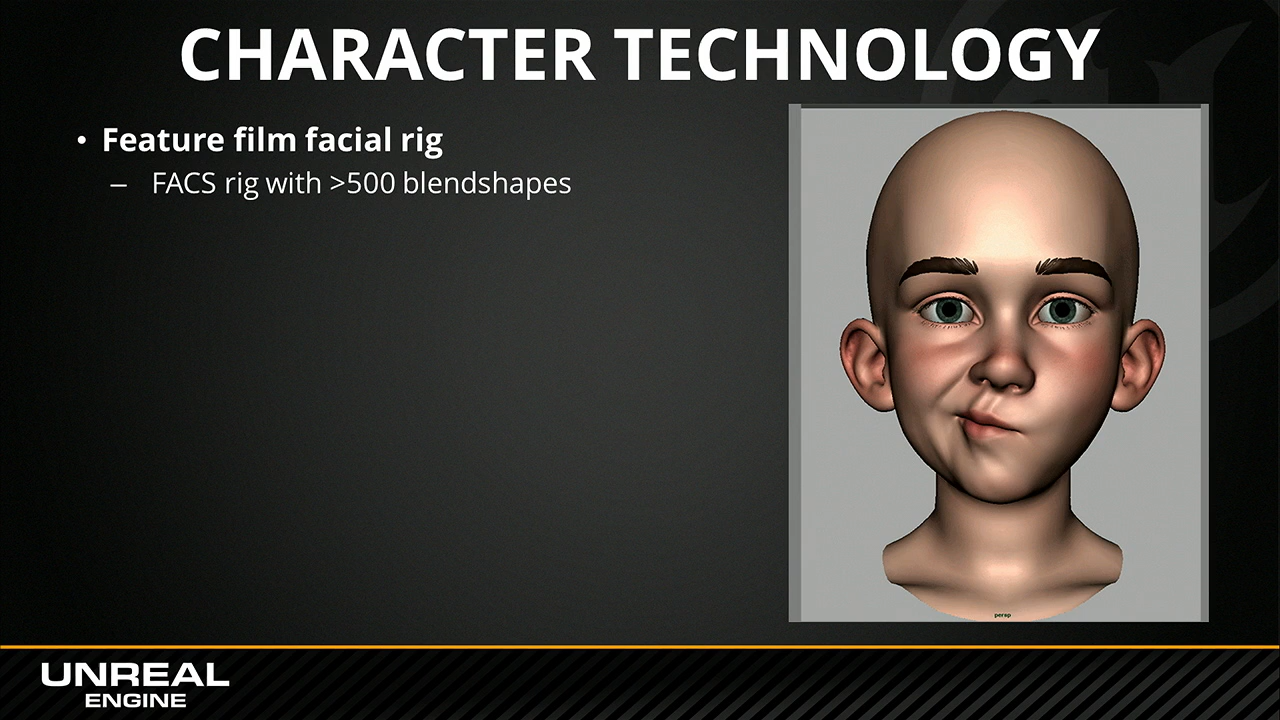 CHARACTER TECHNOLOGY
• Feature film facial rig
– FACS rig with >500 blendshapes
persp
UNREAL
ENGINE